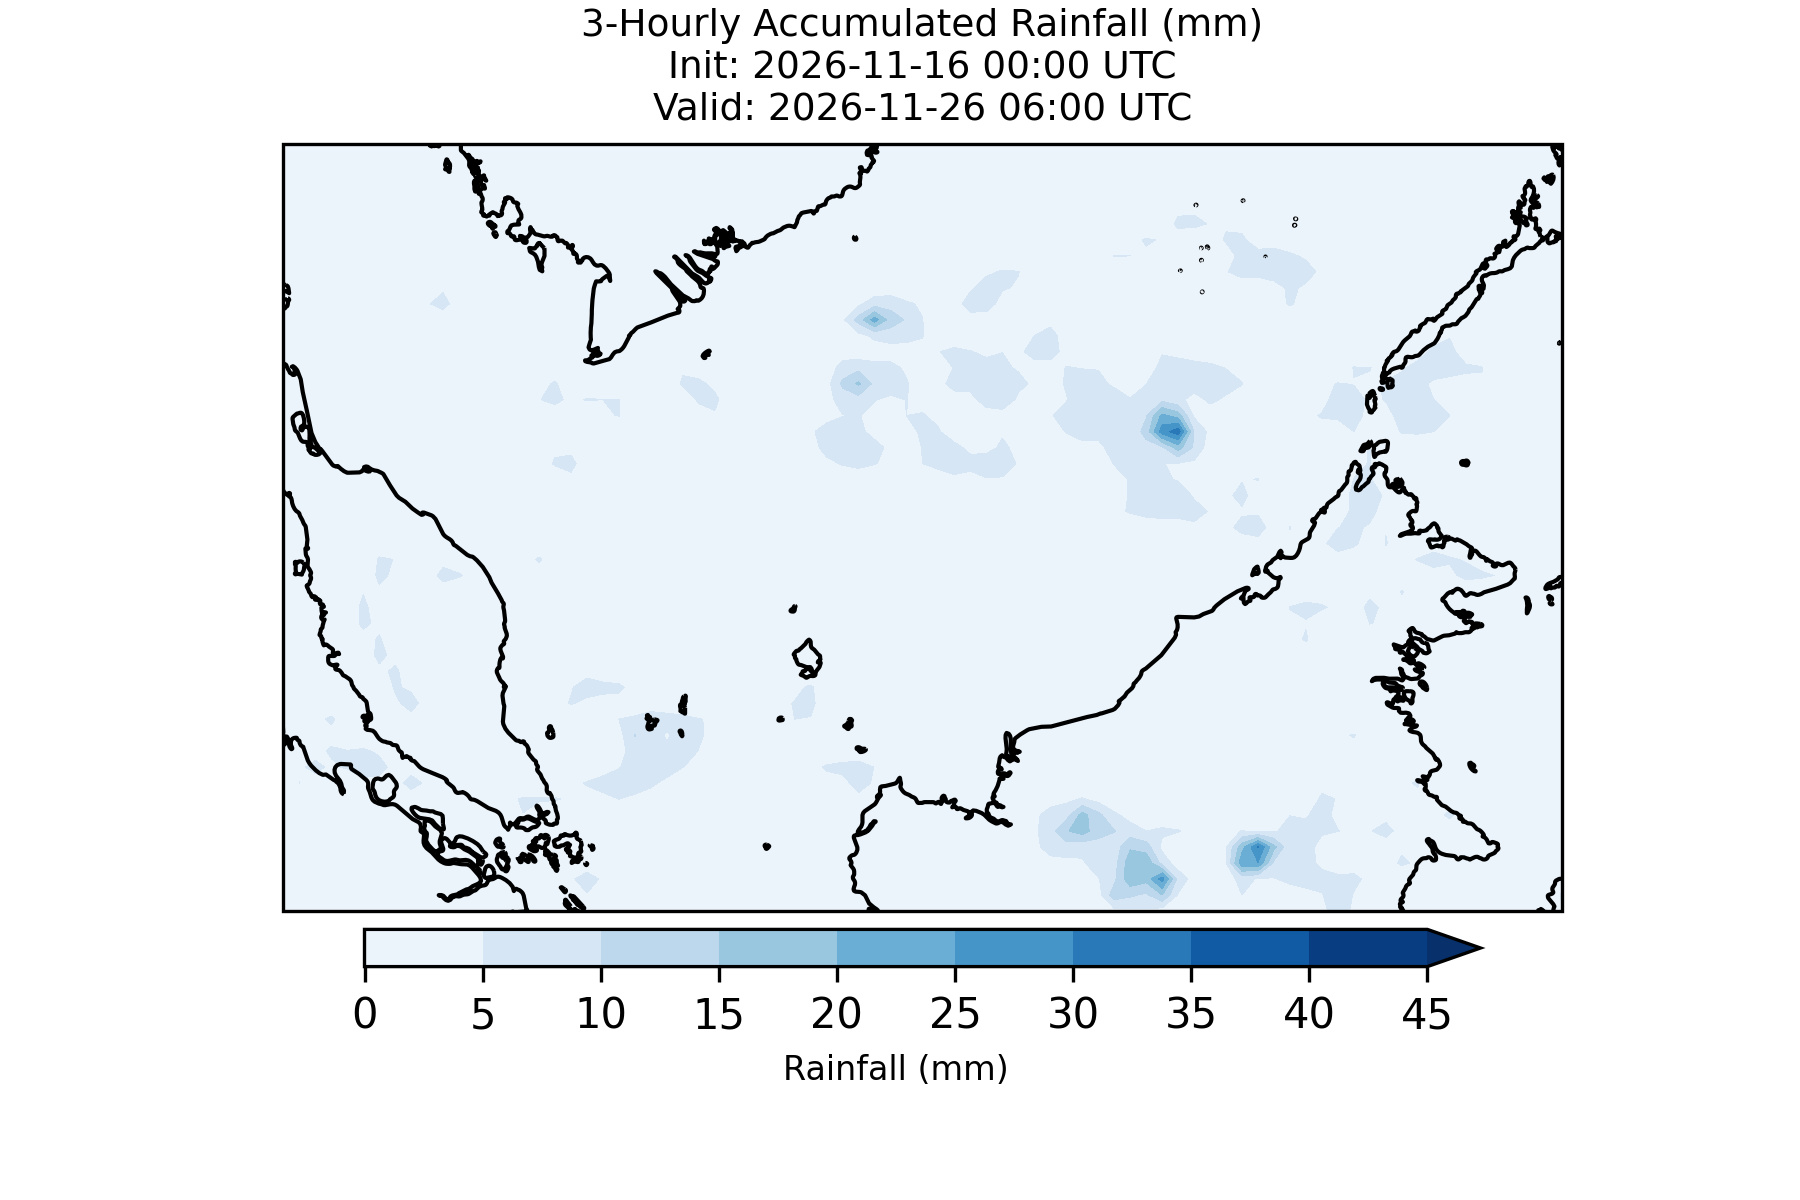 3-Hourly Accumulated Rainfall (mm)
Init: 2026-11-16 00:00 UTC
Valid: 2026-11-26 06:00 UTC
0 5 10 15 20 25 30 35 40 45
Rainfall (mm)